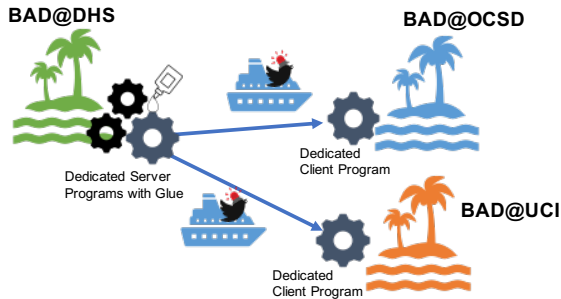 BAD@DHS
BAD@OCSD
Dedicated Server
Programs with Glue
Dedicated
Client Program
BAD@UCI
Dedicated
Client Program